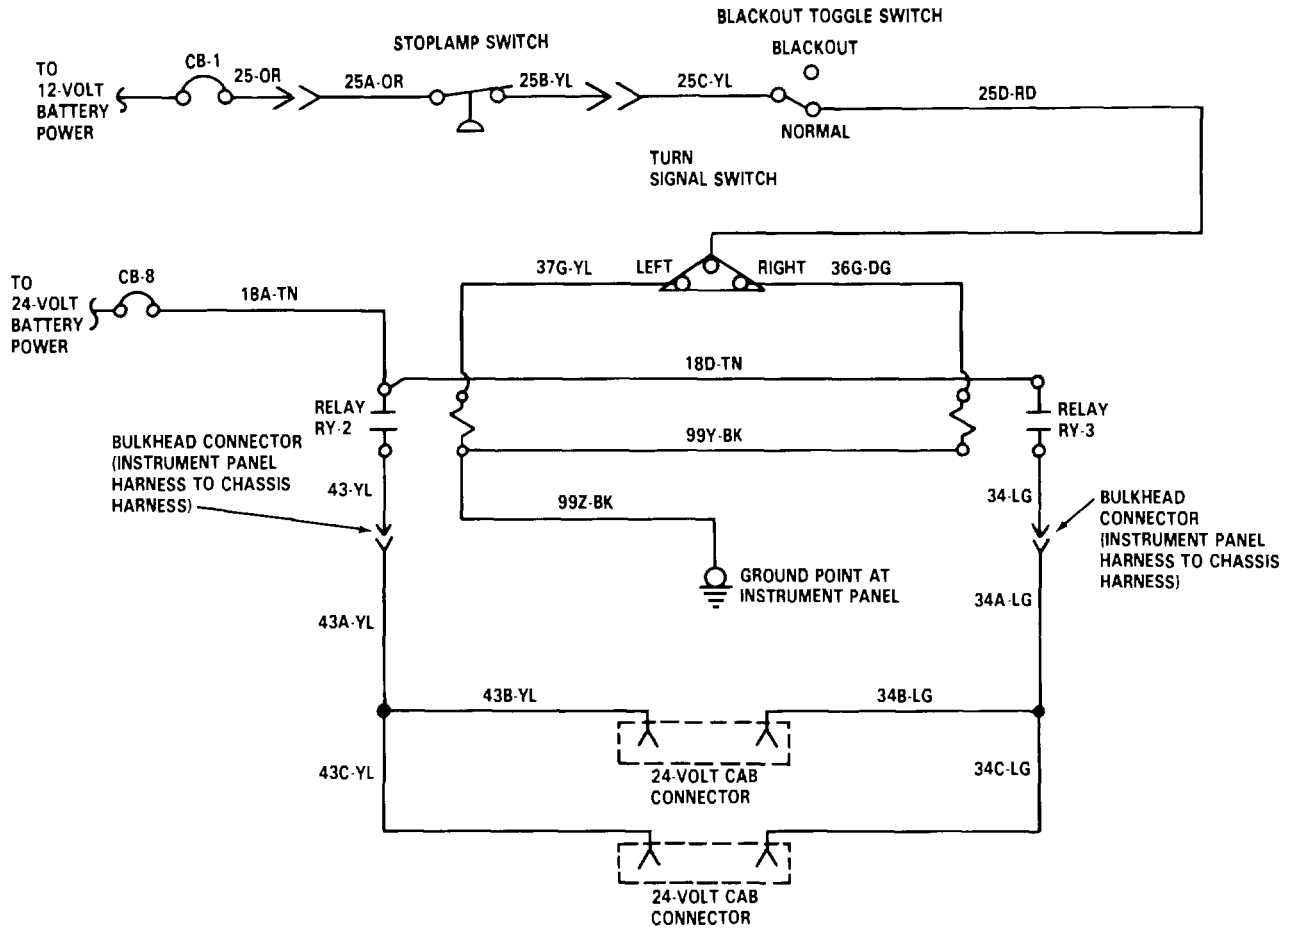 BLACKOUT TOGGLE SWITCH
STOPLAMP SWITCH
BLACKOUT
CB-1
TO
12-VOLT
BATTERY
POWER
25-OR
25A-OR
25B-YL
25C-YL
25D-RD
NORMAL
TURN
SIGNAL SWITCH
37G-YL
LEFT
RIGHT
36G-DG
TO
24-VOLT
BATTERY
POWER
CB-8
18A-TN
18D-TN
RELAY
RY-2
RELAY
RY-3
99Y-BK
BULKHEAD CONNECTOR
(INSTRUMENT PANEL
HARNESS TO CHASSIS
HARNESS)
43-YL
99Z-BK
34-LG
BULKHEAD
CONNECTOR
(INSTRUMENT PANEL
HARNESS TO CHASSIS
HARNESS)
GROUND POINT AT
INSTRUMENT PANEL
43A-YL
34A-LG
43B-YL
34B-LG
43C-YL
24-VOLT CAB
CONNECTOR
34C-LG
24-VOLT CAB
CONNECTOR